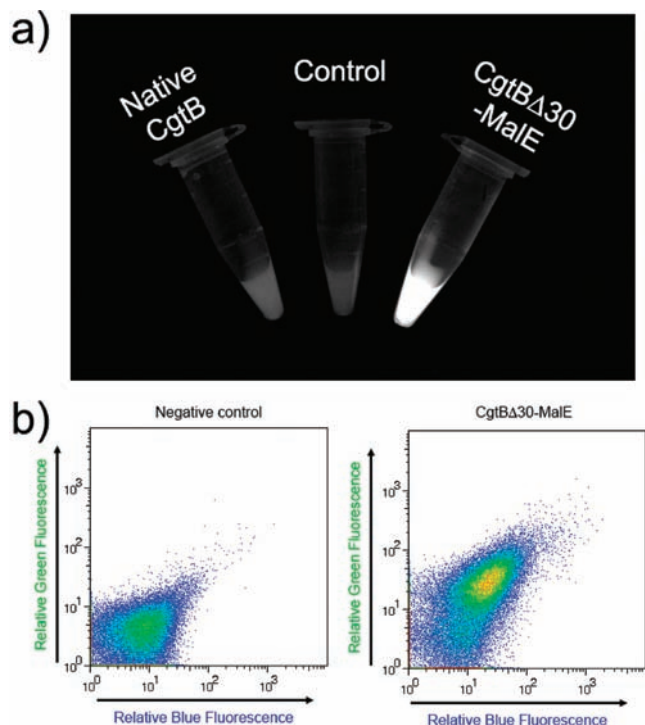 a)
Native
CgtB
Control
CgtBΔ30
-MalE
b)
Negative control
Relative Green Fluorescence
10³
10²
10¹
10⁰
10⁰
10¹
10²
10³
Relative Blue Fluorescence
CgtBΔ30-MalE
Relative Green Fluorescence
10³
10²
10¹
10⁰
10⁰
10¹
10²
10³
Relative Blue Fluorescence